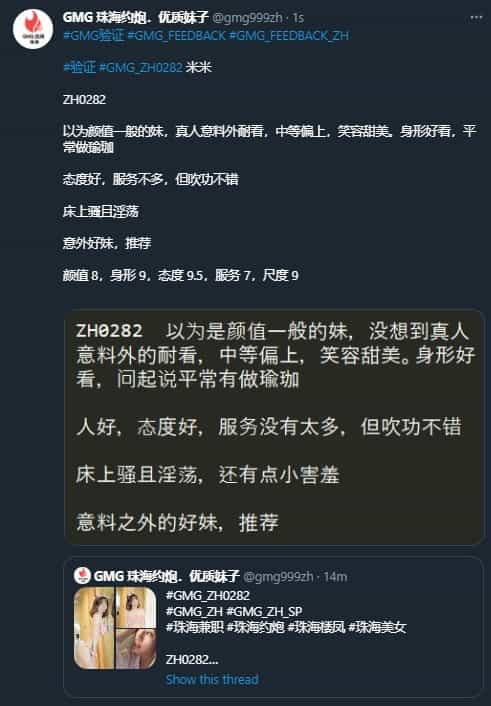 GMG 珠海约炮．优质妹子 @gmg999zh · 1s
#GMG验证 #GMG_FEEDBACK #GMG_FEEDBACK_ZH
#验证 #GMG_ZH0282 米米
ZH0282
以为颜值一般的妹，真人意料外耐看，中等偏上，笑容甜美。身形好看，平
常做瑜珈
态度好，服务不多，但吹功不错
床上骚且淫荡
意外好妹，推荐
颜值 8，身形 9，态度 9.5，服务 7，尺度 9
ZH0282 以为是颜值一般的妹，没想到真人
意料外的耐看，中等偏上，笑容甜美。身形好
看，问起说平常有做瑜珈
人好，态度好，服务没有太多，但吹功不错
床上骚且淫荡，还有点小害羞
意料之外的好妹，推荐
GMG 珠海约炮．优质妹子 @gmg999zh · 14m
#GMG_ZH0282
#GMG_ZH #GMG_ZH_SP
#珠海兼职 #珠海约炮 #珠海楼凤 #珠海美女
ZH0282...
Show this thread